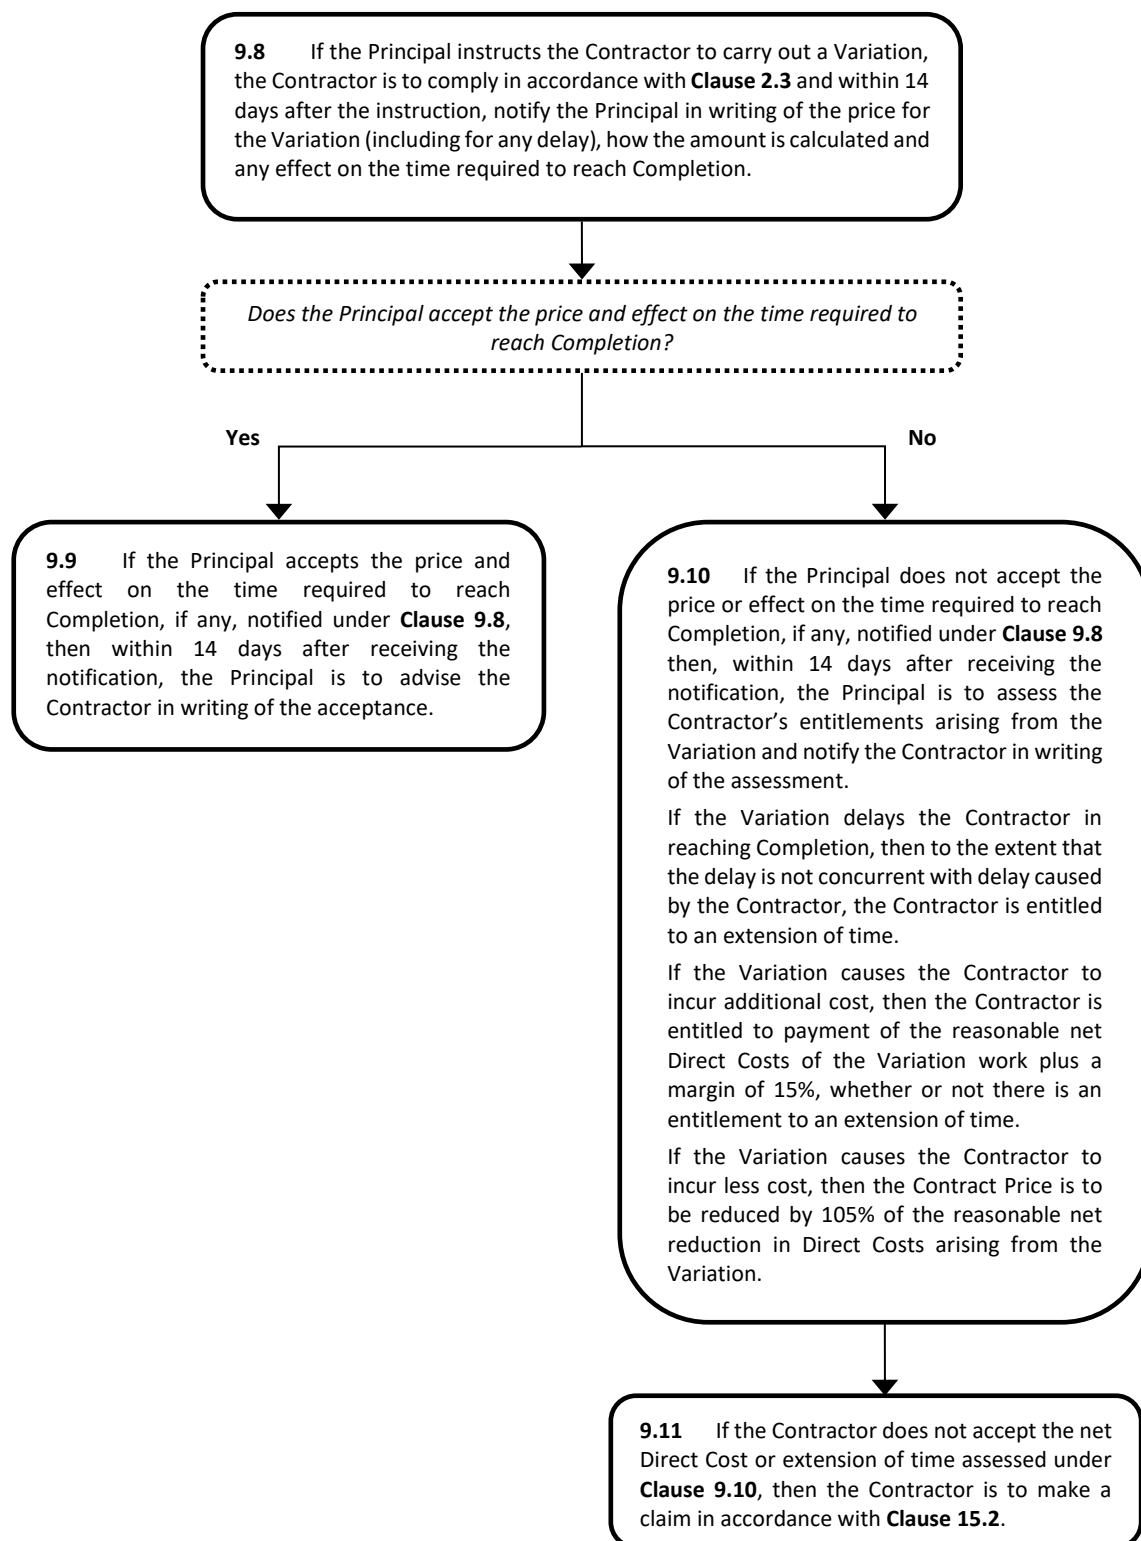 9.8 If the Principal instructs the Contractor to carry out a Variation,
the Contractor is to comply in accordance with Clause 2.3 and within 14
days after the instruction, notify the Principal in writing of the price for
the Variation (including for any delay), how the amount is calculated and
any effect on the time required to reach Completion.
Does the Principal accept the price and effect on the time required to
reach Completion?
Yes
No
9.9 If the Principal accepts the price and
effect on the time required to reach
Completion, if any, notified under Clause 9.8,
then within 14 days after receiving the
notification, the Principal is to advise the
Contractor in writing of the acceptance.
9.10 If the Principal does not accept the
price or effect on the time required to reach
Completion, if any, notified under Clause 9.8
then, within 14 days after receiving the
notification, the Principal is to assess the
Contractor’s entitlements arising from the
Variation and notify the Contractor in writing
of the assessment.
If the Variation delays the Contractor in
reaching Completion, then to the extent that
the delay is not concurrent with delay caused
by the Contractor, the Contractor is entitled
to an extension of time.
If the Variation causes the Contractor to
incur additional cost, then the Contractor is
entitled to payment of the reasonable net
Direct Costs of the Variation work plus a
margin of 15%, whether or not there is an
entitlement to an extension of time.
If the Variation causes the Contractor to
incur less cost, then the Contract Price is to
be reduced by 105% of the reasonable net
reduction in Direct Costs arising from the
Variation.
9.11 If the Contractor does not accept the net
Direct Cost or extension of time assessed under
Clause 9.10, then the Contractor is to make a
claim in accordance with Clause 15.2.